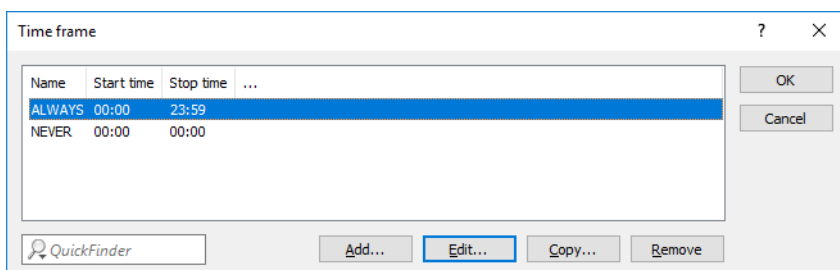 Time frame ?
Name Start time Stop time ...
OK
ALWAYS 00:00 23:59
Cancel
NEVER 00:00 00:00
QuickFinder Add... Edit... Copy... Remove